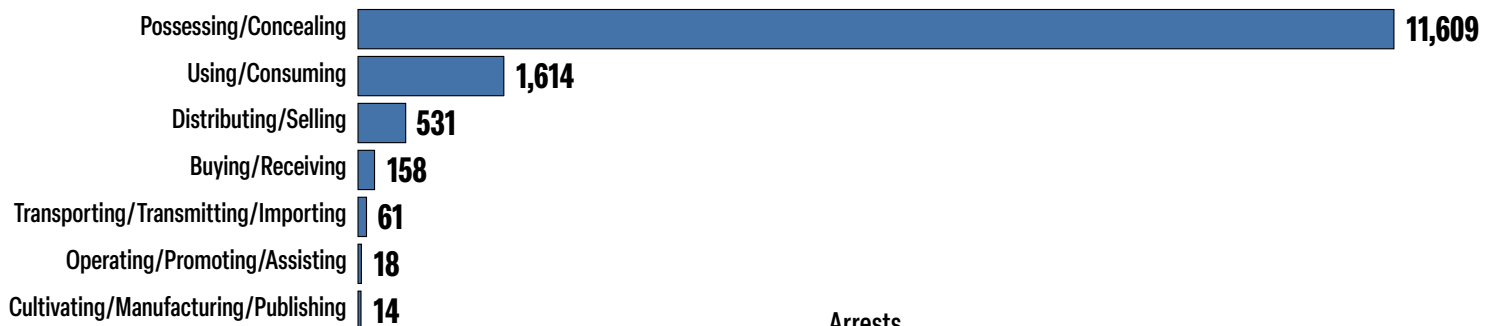 Possessing/Concealing 11,609
Using/Consuming 1,614
Distributing/Selling 531
Buying/Receiving 158
Transporting/Transmitting/Importing 61
Operating/Promoting/Assisting 18
Cultivating/Manufacturing/Publishing 14
Arrests